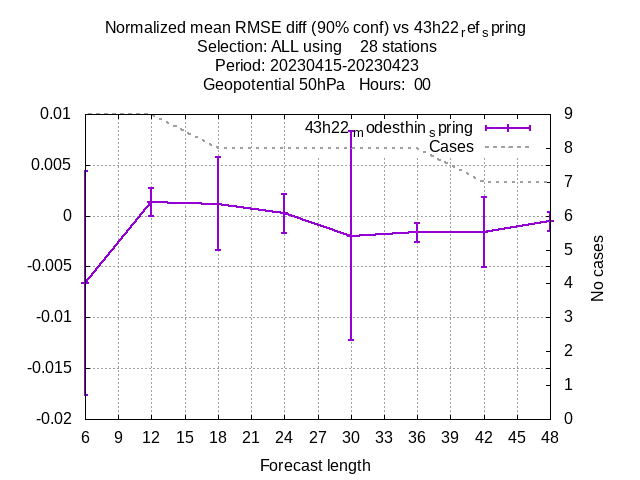 Normalized mean RMSE diff (90% conf) vs 43h22ref spring
Selection: ALL using 28 stations
Period: 20230415-20230423
Geopotential 50hPa Hours: 00
43h22modesthinspring
Cases
0.01
0.005
0
-0.005
-0.01
-0.015
-0.02
9
8
7
6
5
4
3
2
1
0
No cases
6 9 12 15 18 21 24 27 30 33 36 39 42 45 48
Forecast length